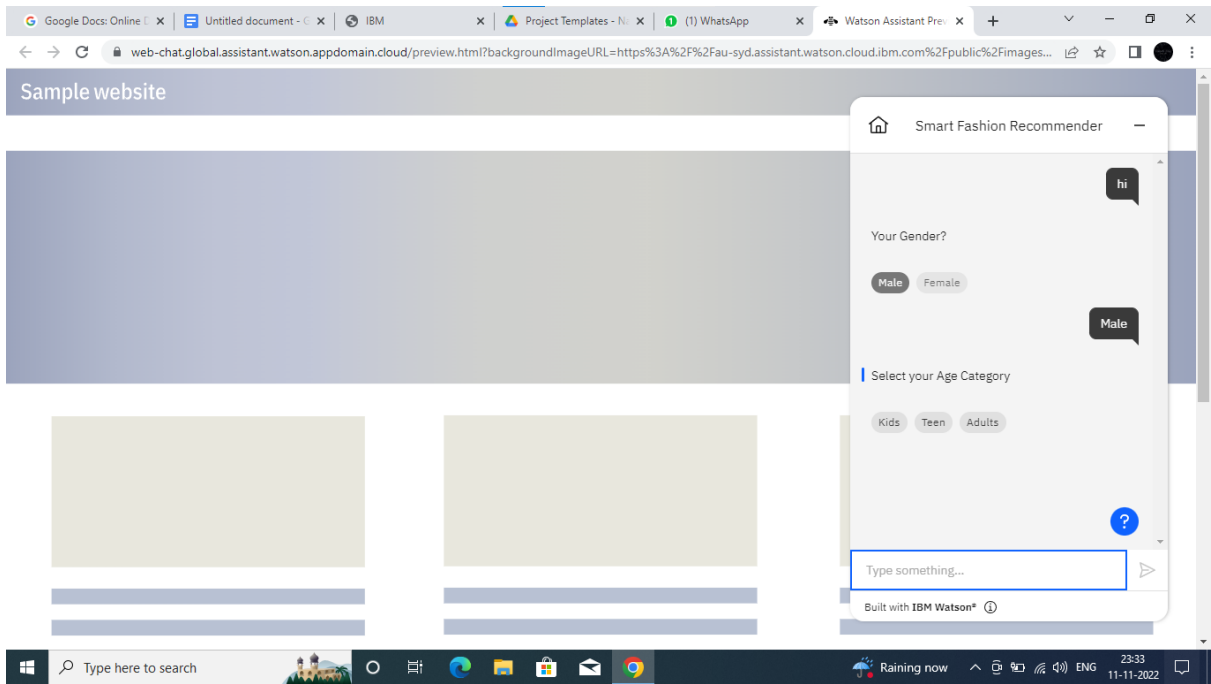 Google Docs: Online D
Untitled document - G
IBM
Project Templates - N
(1) WhatsApp
Watson Assistant Prev
web-chat.global.assistant.watson.appdomain.cloud/preview.html?backgroundImageURL=https%3A%2F%2Fau-syd.assistant.watson.cloud.ibm.com%2Fpublic%2Fimages...
Sample website
Smart Fashion Recommender
hi
Your Gender?
Male Female
Male
Select your Age Category
Kids Teen Adults
?
Type something...
Built with IBM Watson®
Type here to search
Raining now
ENG
23:33
11-11-2022